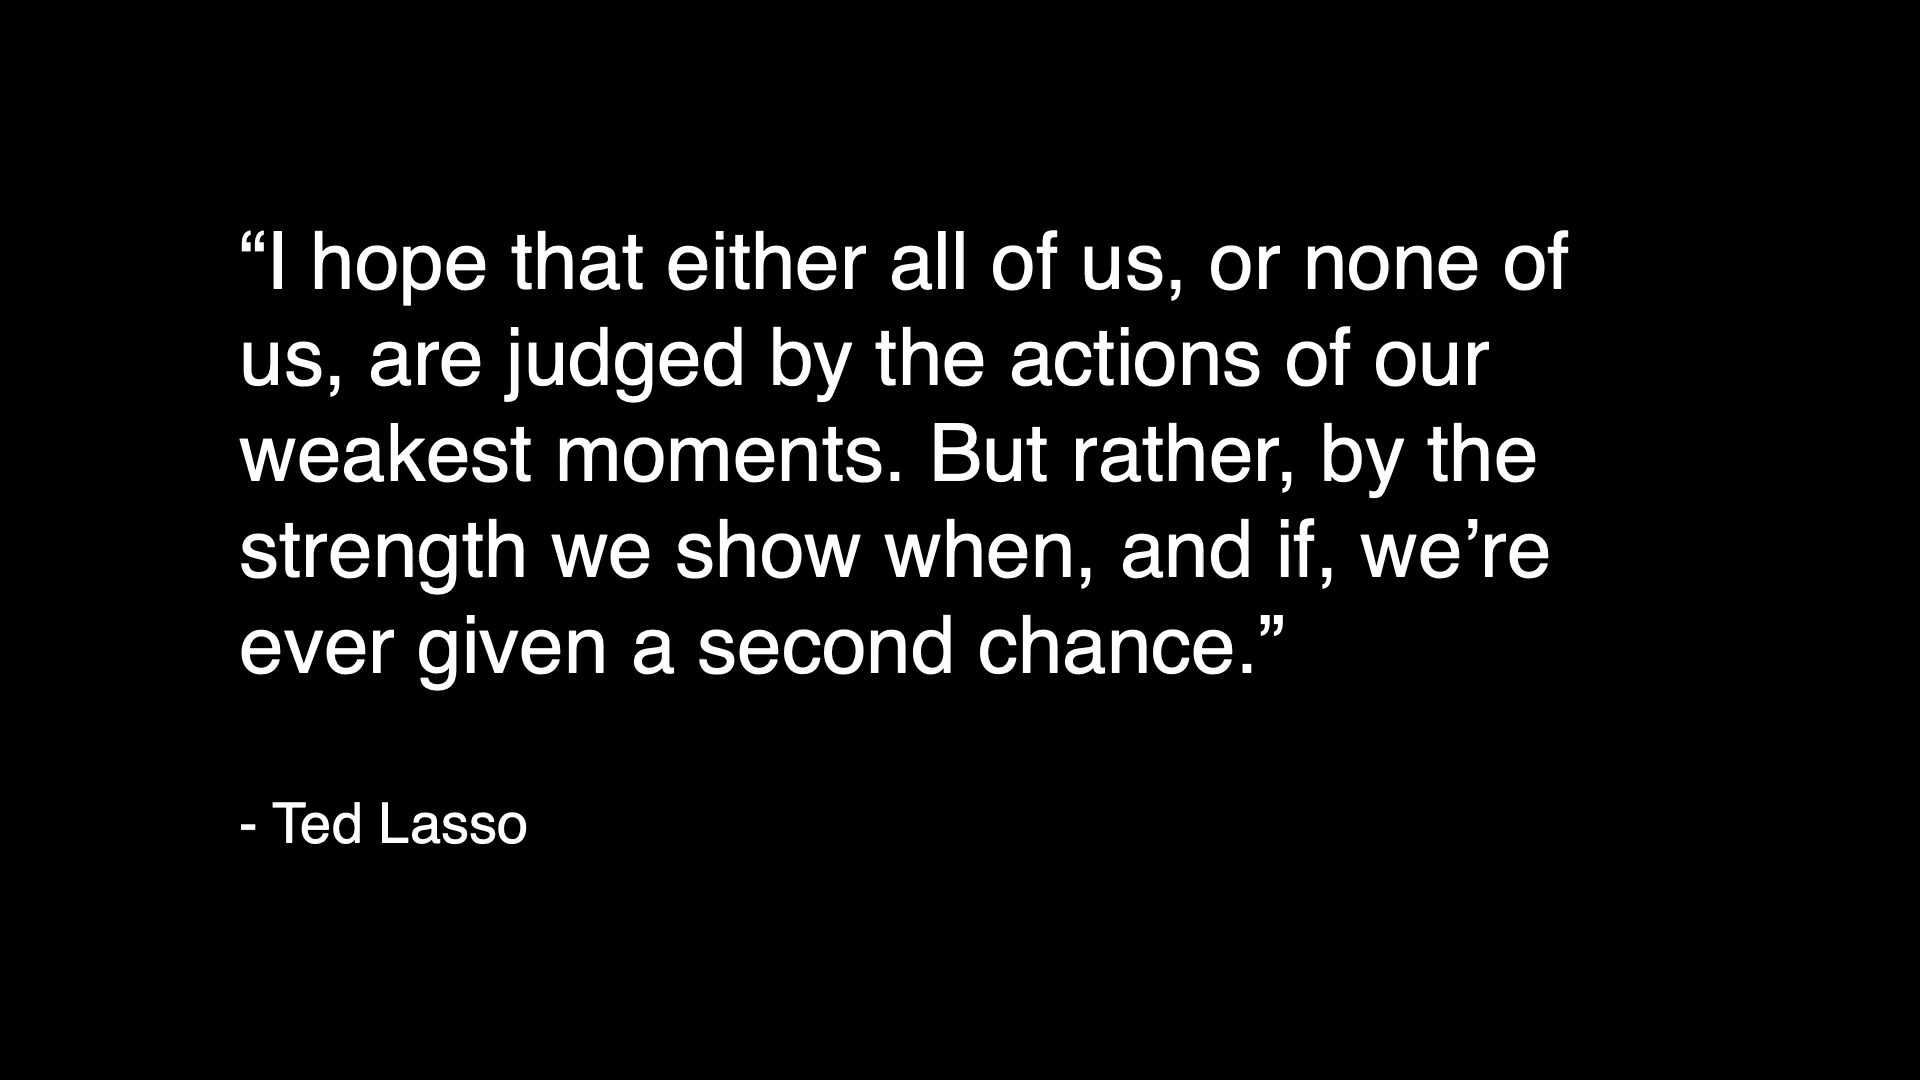 “I hope that either all of us, or none of
us, are judged by the actions of our
weakest moments. But rather, by the
strength we show when, and if, we’re
ever given a second chance.”
- Ted Lasso